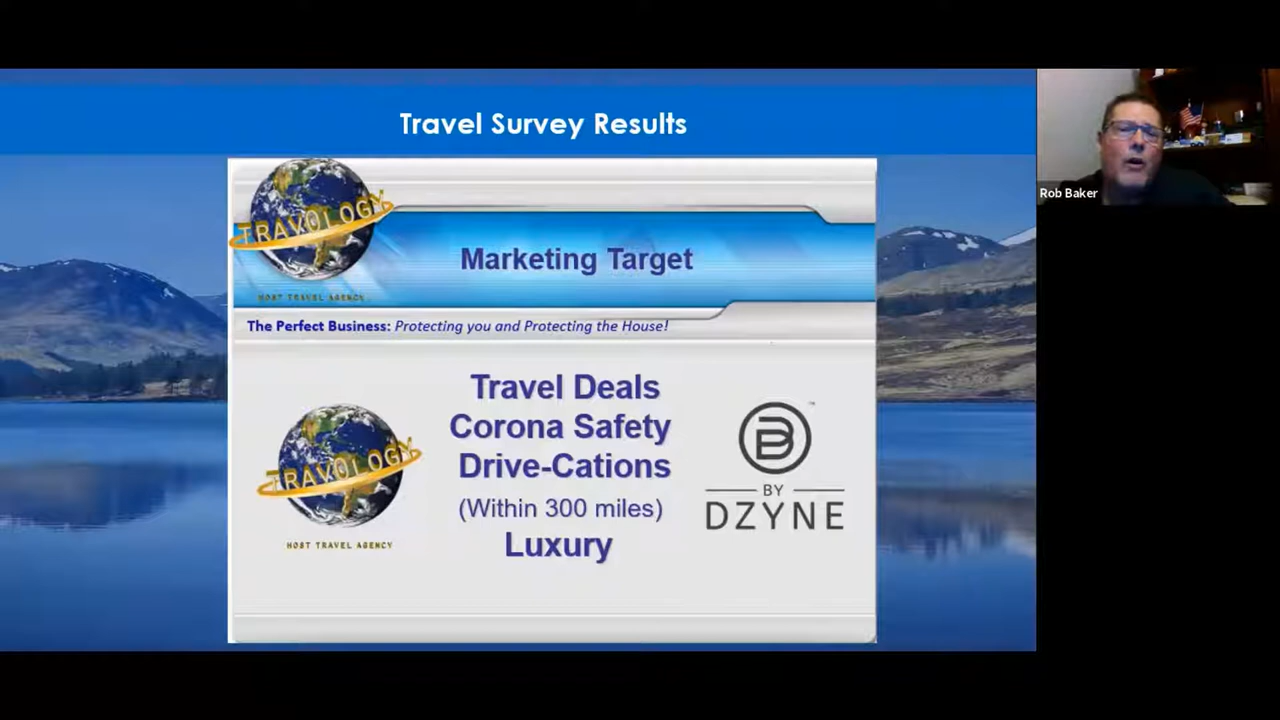 Travel Survey Results
Rob Baker
TRAVOLOGY
HOST TRAVEL AGENCY
Marketing Target
The Perfect Business: Protecting you and Protecting the House!
Travel Deals
Corona Safety
Drive-Cations
(Within 300 miles)
Luxury
TRAVOLOGY
HOST TRAVEL AGENCY
B
BY
DZYNE